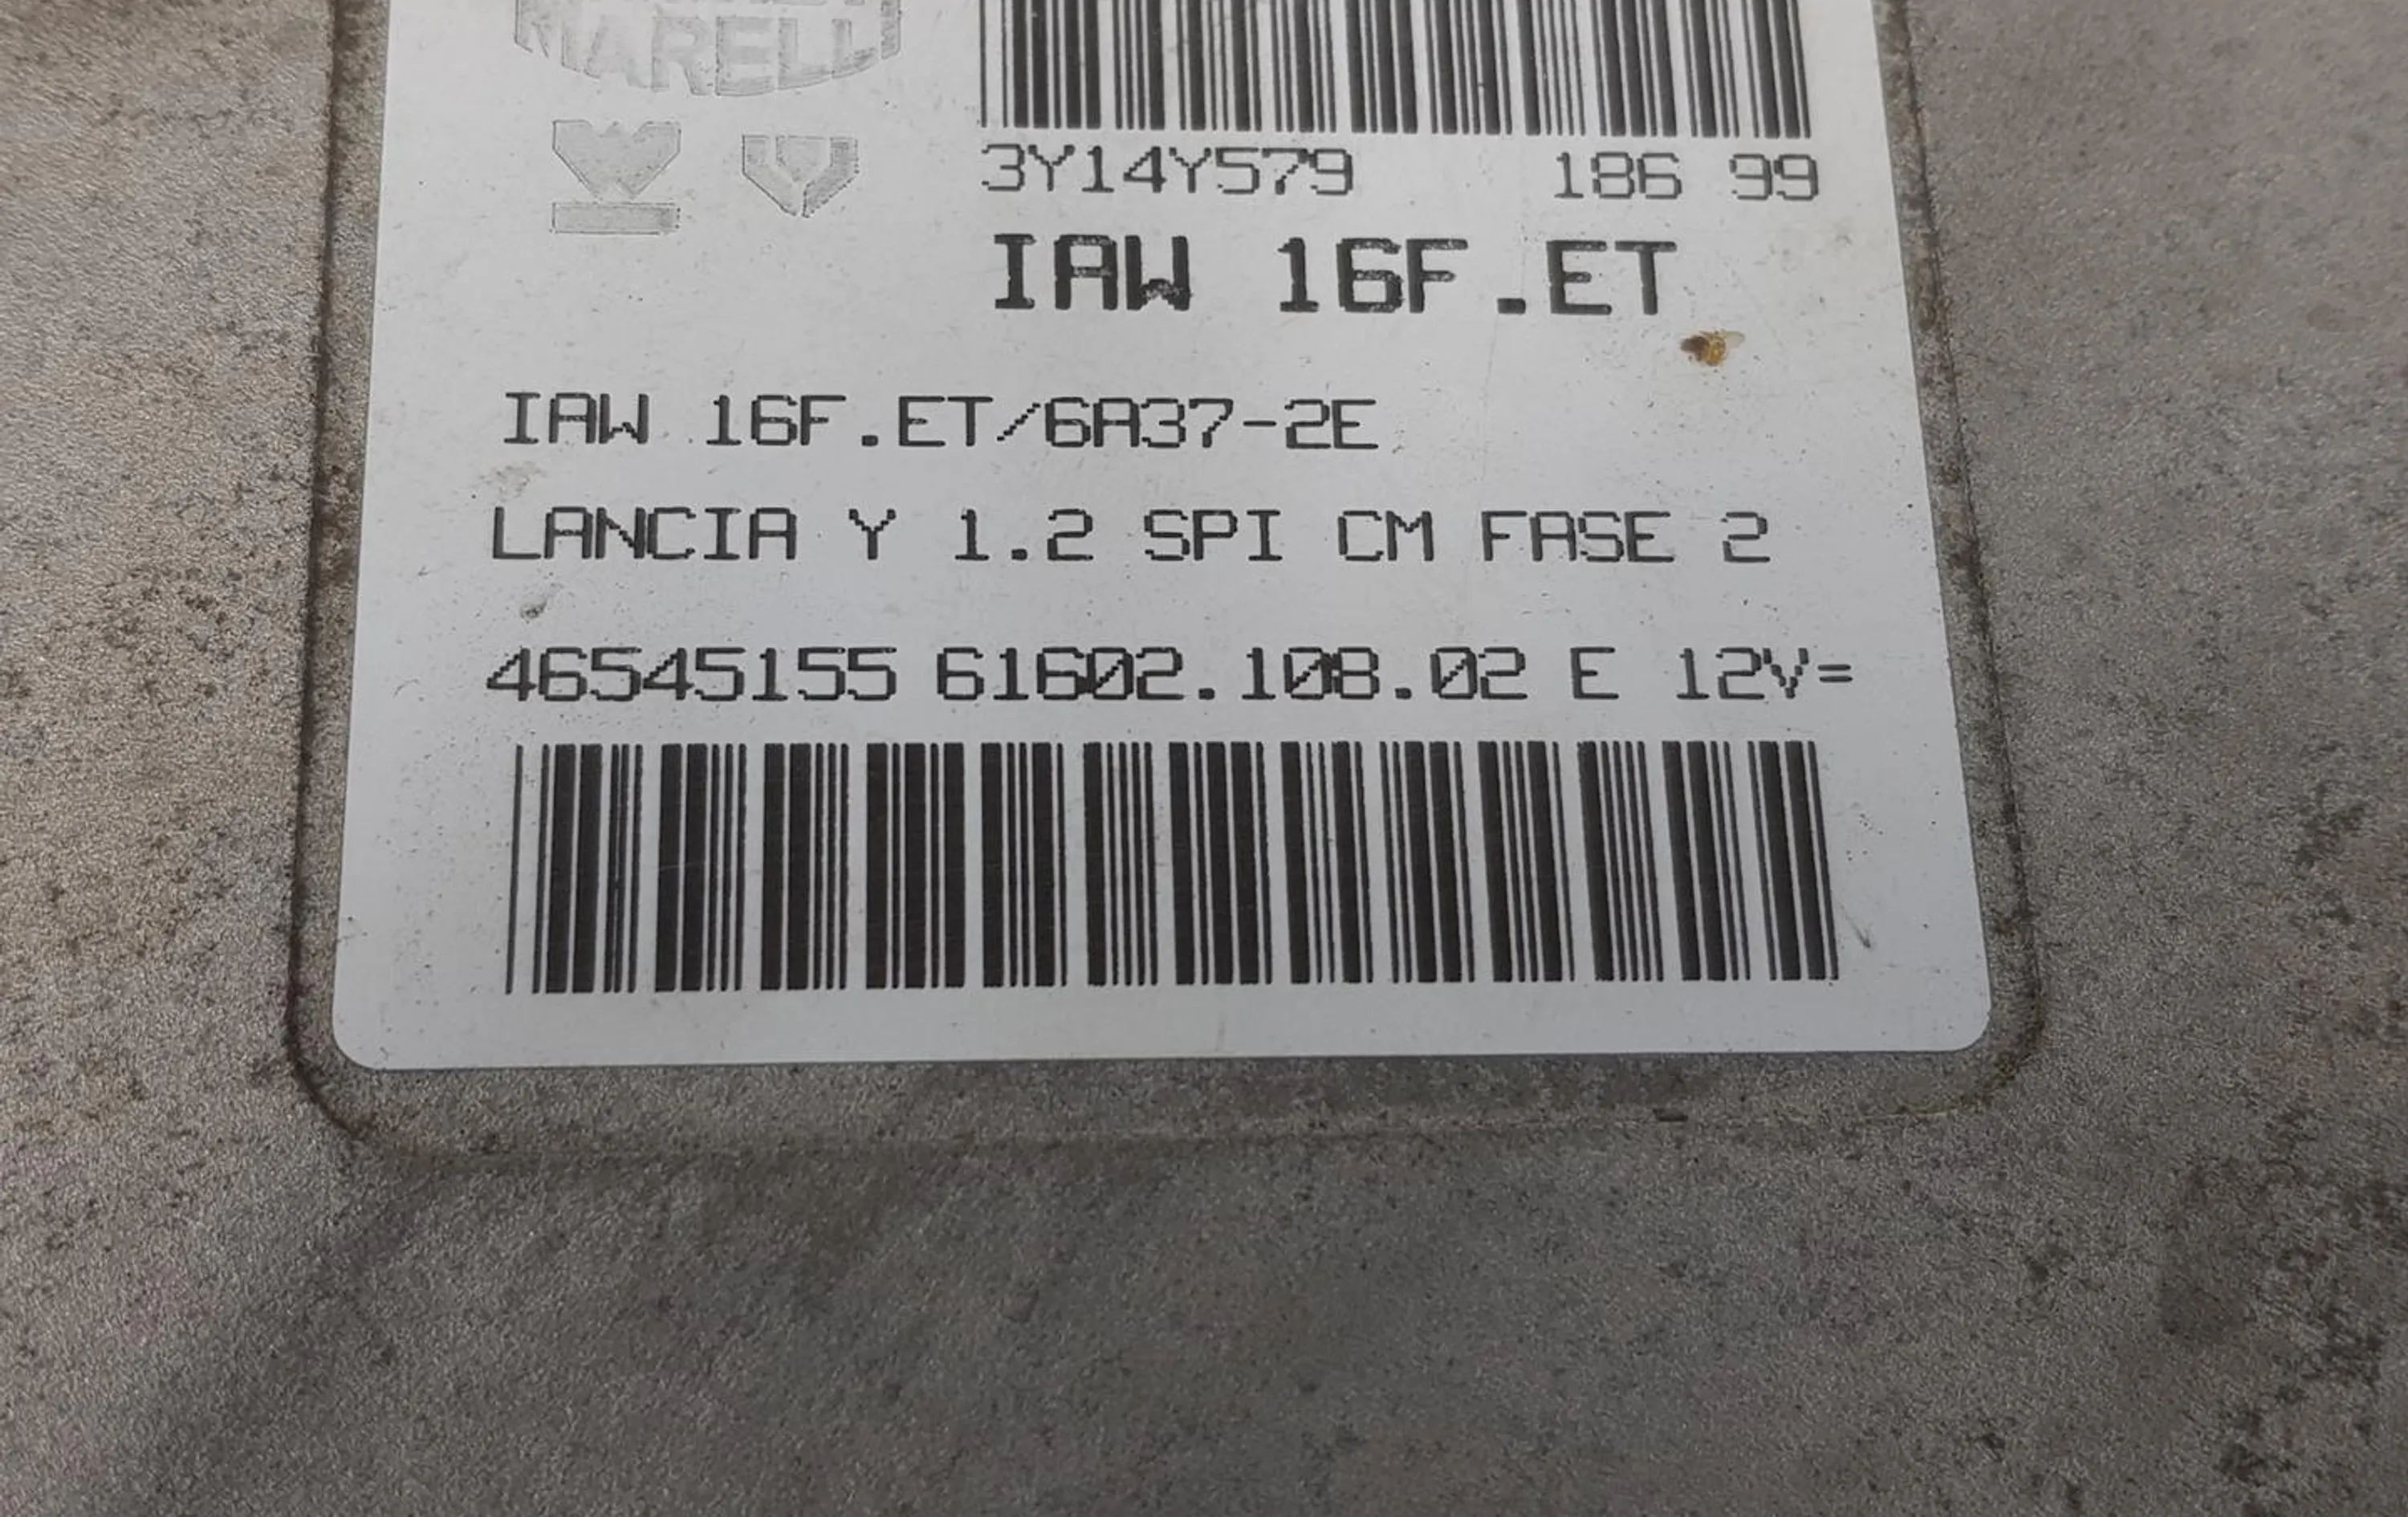 MARELLI
3Y14Y579 186 99
IAW 16F.ET
IAW 16F.ET/6A37-2E
LANCIA Y 1.2 SPI CM FASE 2
46545155 61602.108.02 E 12V=